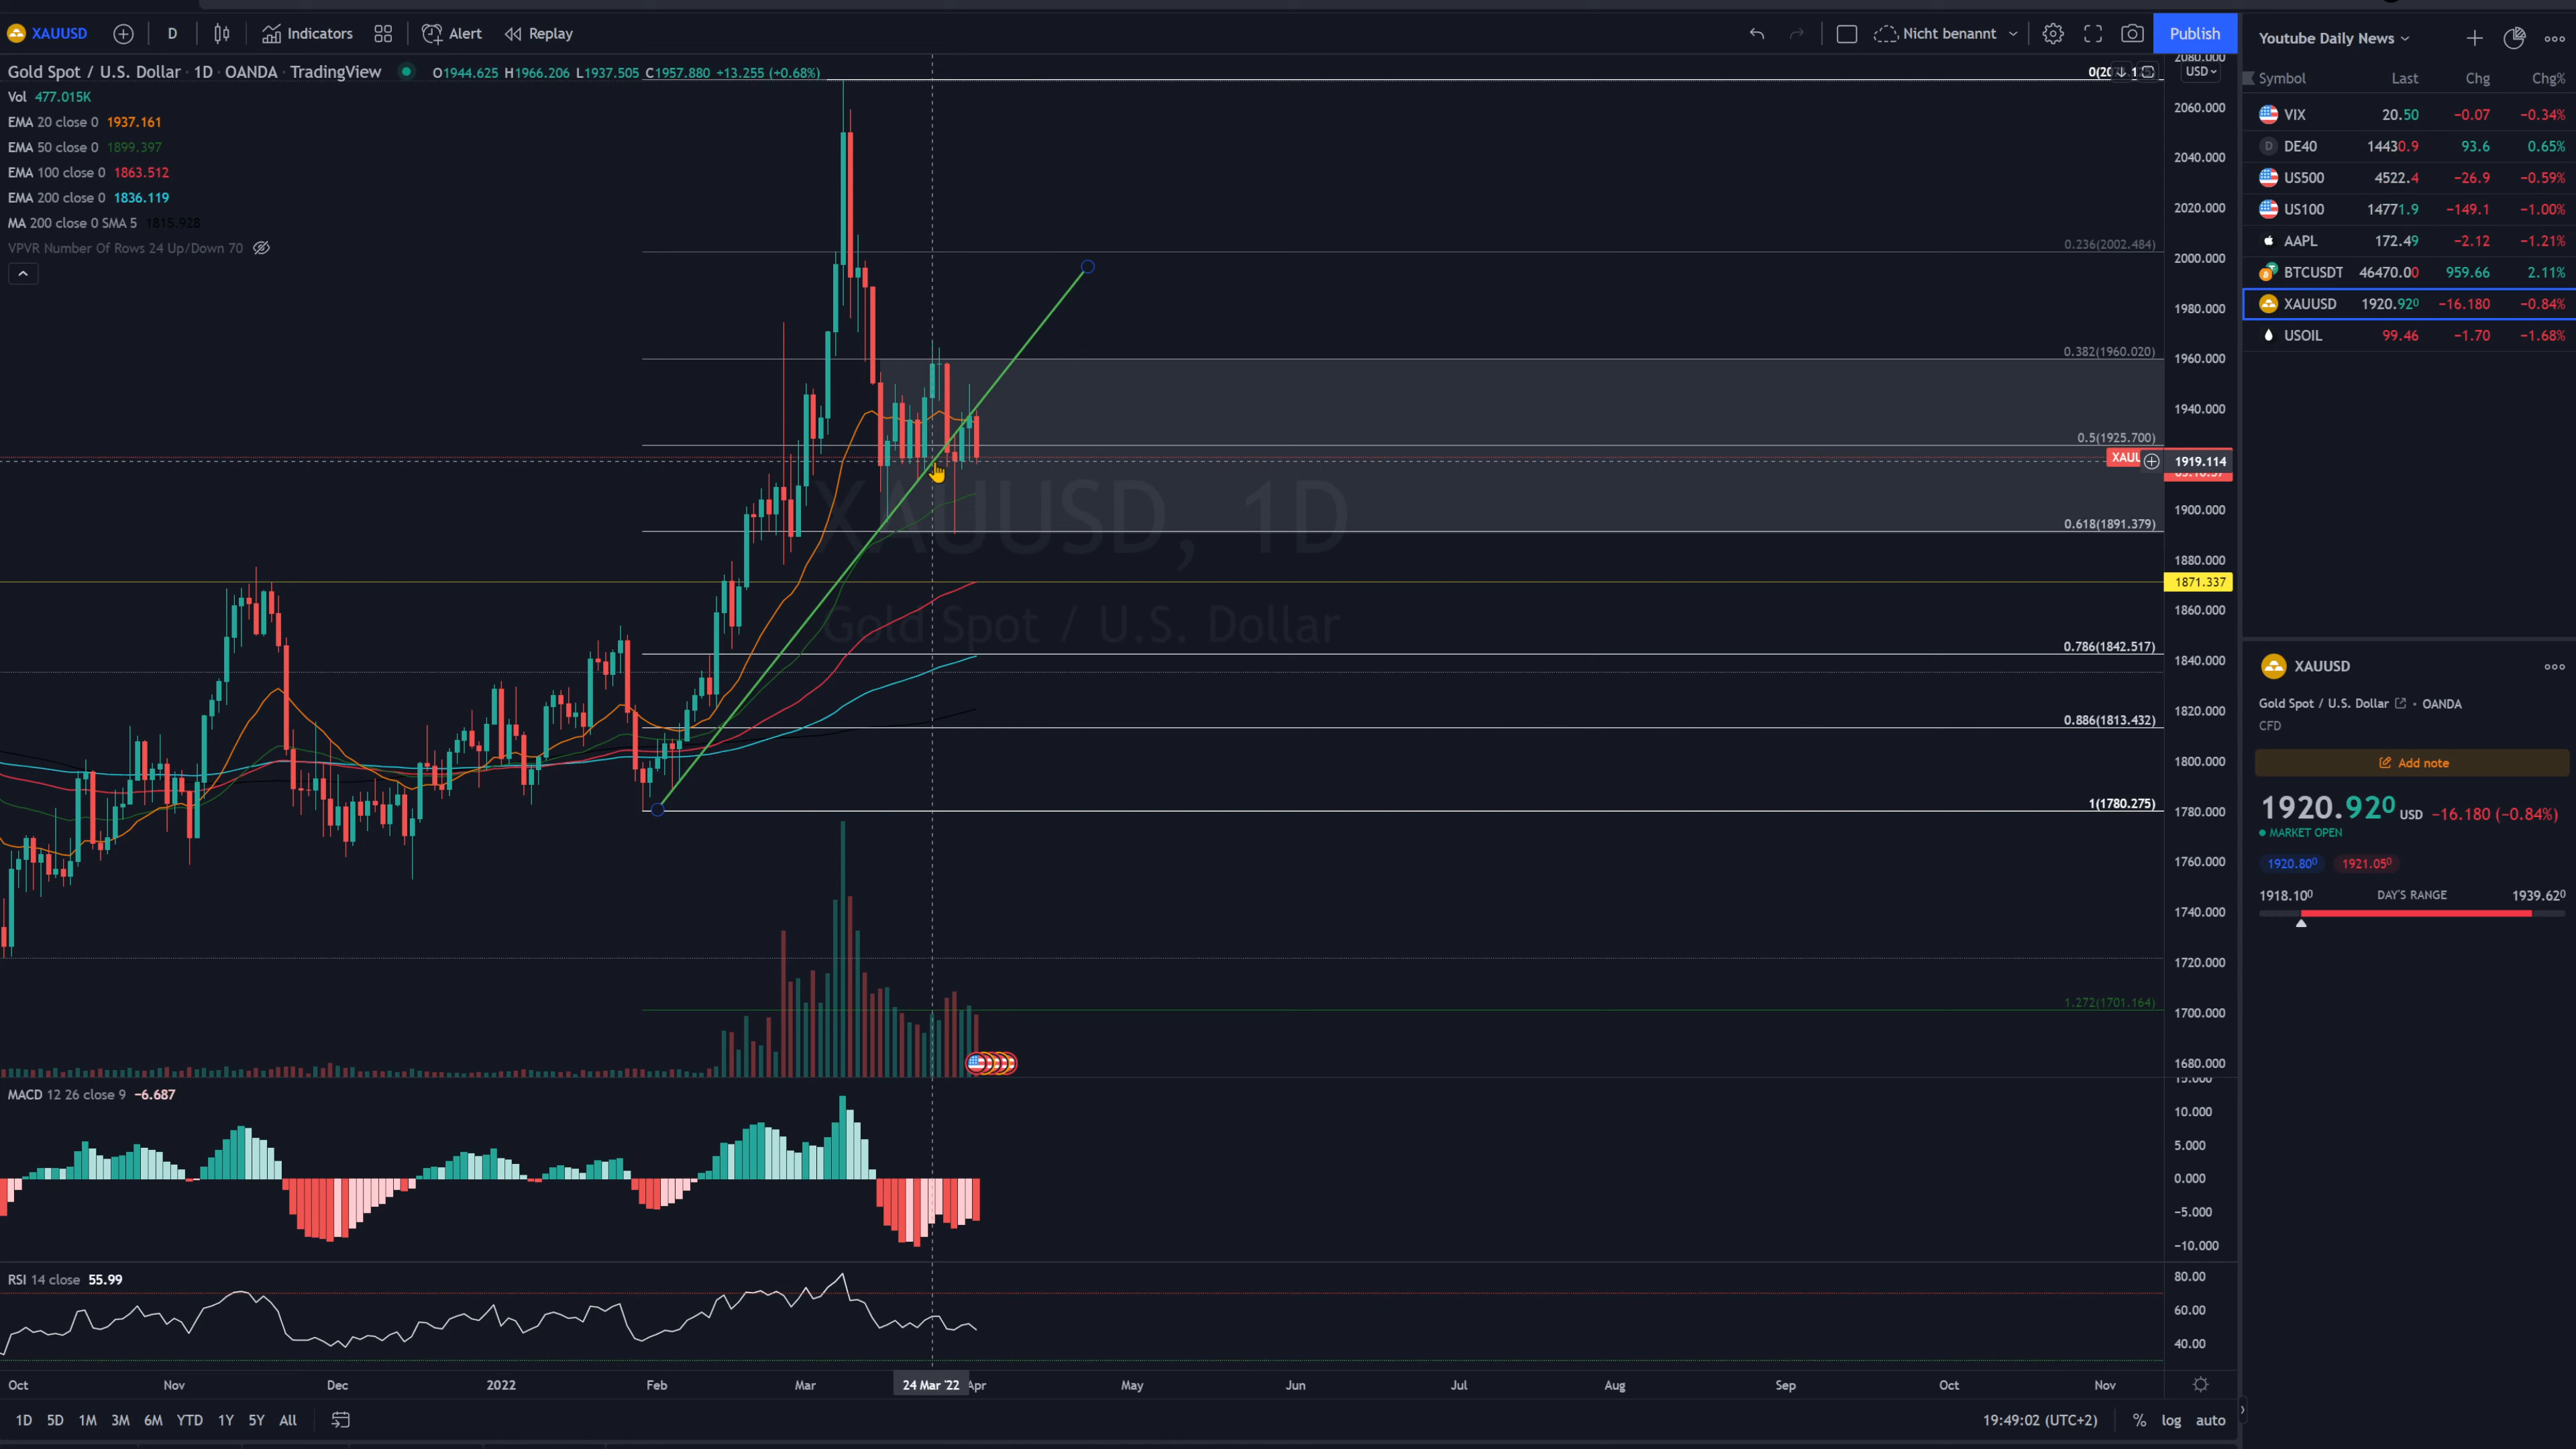 XAUUSD D Indicators Alert Replay Nicht benannt Publish
Gold Spot / U.S. Dollar · 1D · OANDA · TradingView O1944.625 H1966.206 L1937.505 C1957.880 +13.255 (+0.68%)
Vol 477.015K
EMA 20 close 0 1937.161
EMA 50 close 0 1899.397
EMA 100 close 0 1863.512
EMA 200 close 0 1836.119
MA 200 close 0 SMA 5 1815.928
VPVR Number Of Rows 24 Up/Down 70
XAUUSD, 1D
Gold Spot / U.S. Dollar
0.236(2002.484)
0.382(1960.020)
0.5(1925.700)
0.618(1891.379)
0.786(1842.517)
0.886(1813.432)
1(1780.275)
1.272(1701.164)
USD
2080.000
2060.000
2040.000
2020.000
2000.000
1980.000
1960.000
1940.000
1919.114
1900.000
1880.000
1871.337
1860.000
1840.000
1820.000
1800.000
1780.000
1760.000
1740.000
1720.000
1700.000
1680.000
MACD 12 26 close 9 −6.687
15.000
10.000
5.000
0.000
−5.000
−10.000
RSI 14 close 55.99
80.00
60.00
40.00
Oct Nov Dec 2022 Feb Mar 24 Mar '22 Apr May Jun Jul Aug Sep Oct Nov
1D 5D 1M 3M 6M YTD 1Y 5Y All 19:49:02 (UTC+2) % log auto
Youtube Daily News
Symbol Last Chg Chg%
VIX 20.50 −0.07 −0.34%
DE40 14430.9 93.6 0.65%
US500 4522.4 −26.9 −0.59%
US100 14771.9 −149.1 −1.00%
AAPL 172.49 −2.12 −1.21%
BTCUSDT 46470.00 959.66 2.11%
XAUUSD 1920.920 −16.180 −0.84%
USOIL 99.46 −1.70 −1.68%
XAUUSD
Gold Spot / U.S. Dollar · OANDA
CFD
Add note
1920.920 USD −16.180 (−0.84%)
MARKET OPEN
1920.800 1921.050
1918.100 DAY'S RANGE 1939.620